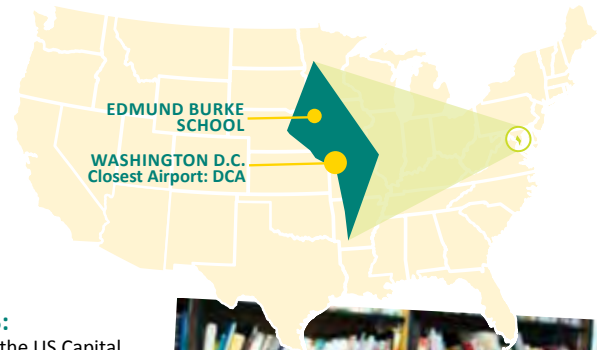 EDMUND BURKE
SCHOOL
WASHINGTON D.C.
Closest Airport: DCA
the US Capital